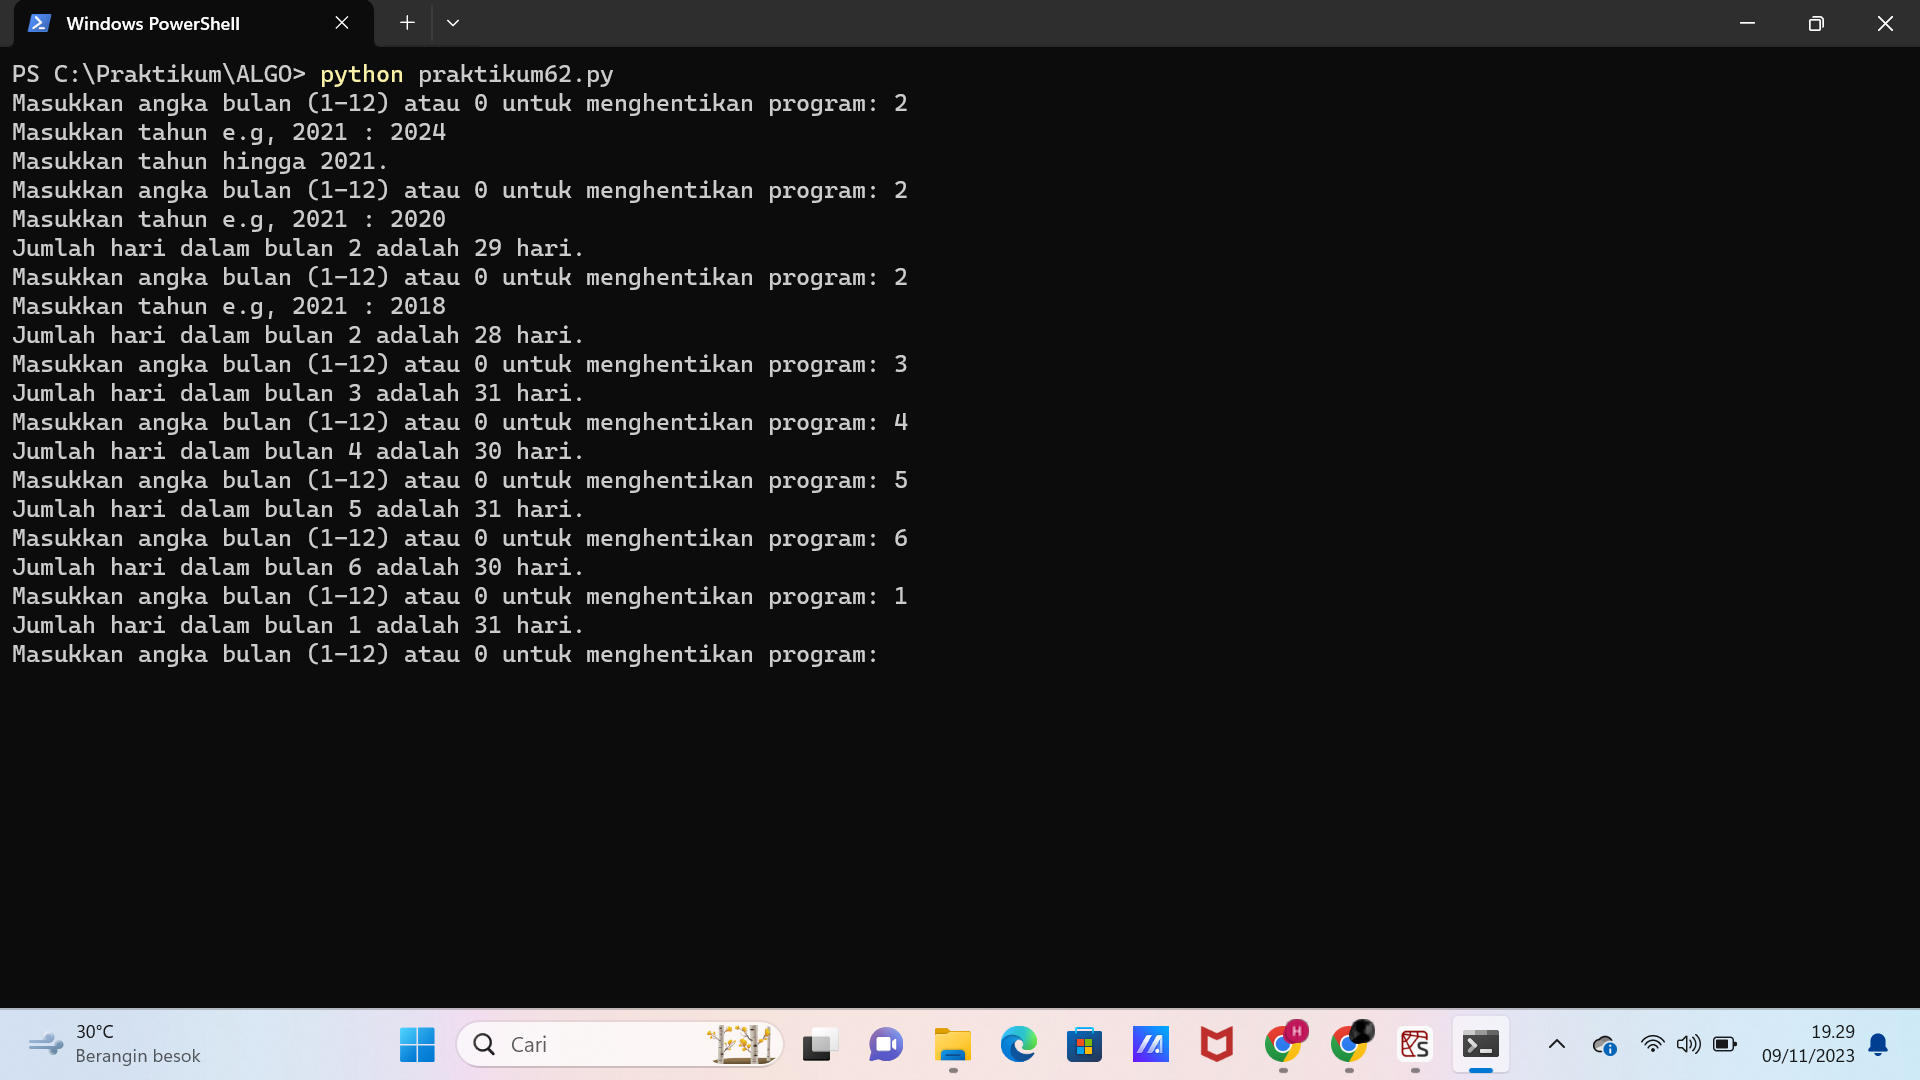 Windows PowerShell
PS C:\Praktikum\ALGO> python praktikum62.py
Masukkan angka bulan (1-12) atau 0 untuk menghentikan program: 2
Masukkan tahun e.g, 2021 : 2024
Masukkan tahun hingga 2021.
Masukkan angka bulan (1-12) atau 0 untuk menghentikan program: 2
Masukkan tahun e.g, 2021 : 2020
Jumlah hari dalam bulan 2 adalah 29 hari.
Masukkan angka bulan (1-12) atau 0 untuk menghentikan program: 2
Masukkan tahun e.g, 2021 : 2018
Jumlah hari dalam bulan 2 adalah 28 hari.
Masukkan angka bulan (1-12) atau 0 untuk menghentikan program: 3
Jumlah hari dalam bulan 3 adalah 31 hari.
Masukkan angka bulan (1-12) atau 0 untuk menghentikan program: 4
Jumlah hari dalam bulan 4 adalah 30 hari.
Masukkan angka bulan (1-12) atau 0 untuk menghentikan program: 5
Jumlah hari dalam bulan 5 adalah 31 hari.
Masukkan angka bulan (1-12) atau 0 untuk menghentikan program: 6
Jumlah hari dalam bulan 6 adalah 30 hari.
Masukkan angka bulan (1-12) atau 0 untuk menghentikan program: 1
Jumlah hari dalam bulan 1 adalah 31 hari.
Masukkan angka bulan (1-12) atau 0 untuk menghentikan program:
30°C
Berangin besok
Cari
H
19.29
09/11/2023